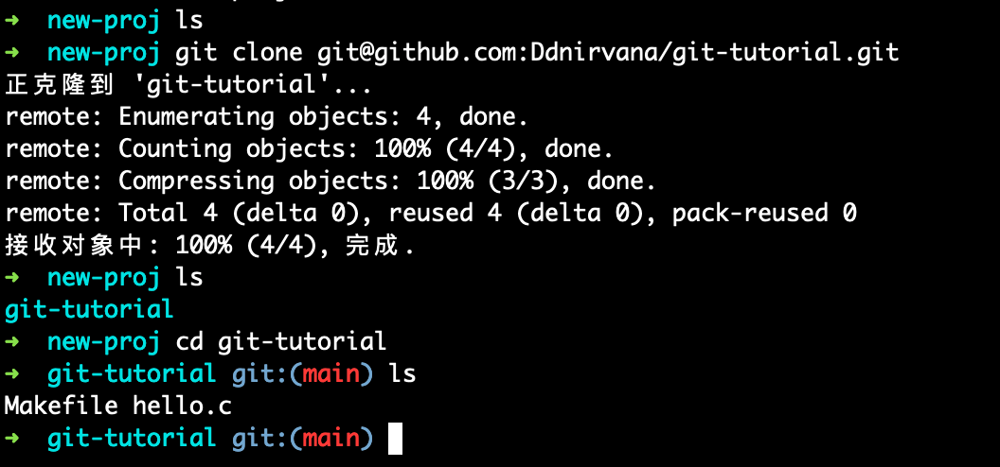 ➜  new-proj ls
➜  new-proj git clone git@github.com:Ddnirvana/git-tutorial.git
正克隆到 'git-tutorial'...
remote: Enumerating objects: 4, done.
remote: Counting objects: 100% (4/4), done.
remote: Compressing objects: 100% (3/3), done.
remote: Total 4 (delta 0), reused 4 (delta 0), pack-reused 0
接收对象中: 100% (4/4), 完成.
➜  new-proj ls
git-tutorial
➜  new-proj cd git-tutorial
➜  git-tutorial git:(main) ls
Makefile hello.c
➜  git-tutorial git:(main)